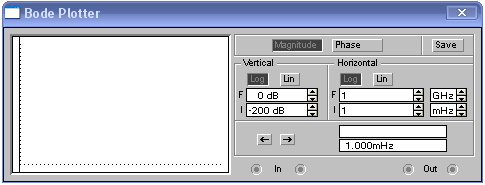 Bode Plotter
Magnitude Phase Save
Vertical Horizontal
Log Lin Log Lin
F 0 dB F 1 GHz
I -200 dB I 1 mHz
1.000mHz
In Out